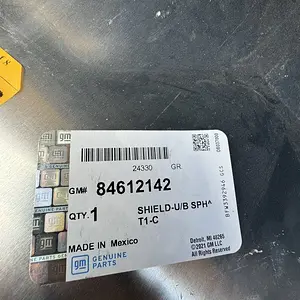 24330 GR.
GM# 84612142
QTY. 1 SHIELD-U/B SPH^
T1-C
MADE IN Mexico
gm GENUINE
PARTS
Detroit, MI 48265
©2021 GM LLC
All Rights Reserved
gm